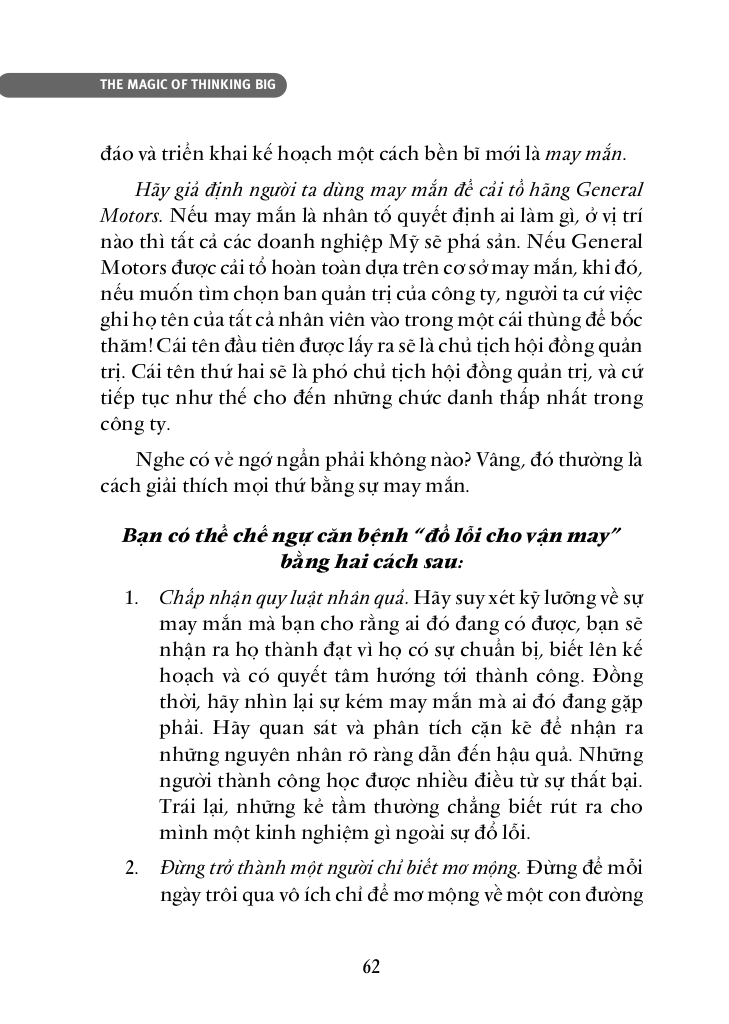 THE MAGIC OF THINKING BIG
đáo và triển khai kế hoạch một cách bền bĩ mới là may mắn.
Hãy giả định người ta dùng may mắn để cải tổ hãng General
Motors. Nếu may mắn là nhân tố quyết định ai làm gì, ở vị trí
nào thì tất cả các doanh nghiệp Mỹ sẽ phá sản. Nếu General
Motors được cải tổ hoàn toàn dựa trên cơ sở may mắn, khi đó,
nếu muốn tìm chọn ban quản trị của công ty, người ta cứ việc
ghi họ tên của tất cả nhân viên vào trong một cái thùng để bốc
thăm! Cái tên đầu tiên được lấy ra sẽ là chủ tịch hội đồng quản
trị. Cái tên thứ hai sẽ là phó chủ tịch hội đồng quản trị, và cứ
tiếp tục như thế cho đến những chức danh thấp nhất trong
công ty.
Nghe có vẻ ngớ ngẩn phải không nào? Vâng, đó thường là
cách giải thích mọi thứ bằng sự may mắn.
Bạn có thể chế ngự căn bệnh “đổ lỗi cho vận may”
bằng hai cách sau:
1. Chấp nhận quy luật nhân quả. Hãy suy xét kỹ lưỡng về sự
may mắn mà bạn cho rằng ai đó đang có được, bạn sẽ
nhận ra họ thành đạt vì họ có sự chuẩn bị, biết lên kế
hoạch và có quyết tâm hướng tới thành công. Đồng
thời, hãy nhìn lại sự kém may mắn mà ai đó đang gặp
phải. Hãy quan sát và phân tích cặn kẽ để nhận ra
những nguyên nhân rõ ràng dẫn đến hậu quả. Những
người thành công học được nhiều điều từ sự thất bại.
Trái lại, những kẻ tầm thường chẳng biết rút ra cho
mình một kinh nghiệm gì ngoài sự đổ lỗi.
2. Đừng trở thành một người chỉ biết mơ mộng. Đừng để mỗi
ngày trôi qua vô ích chỉ để mơ mộng về một con đường
62